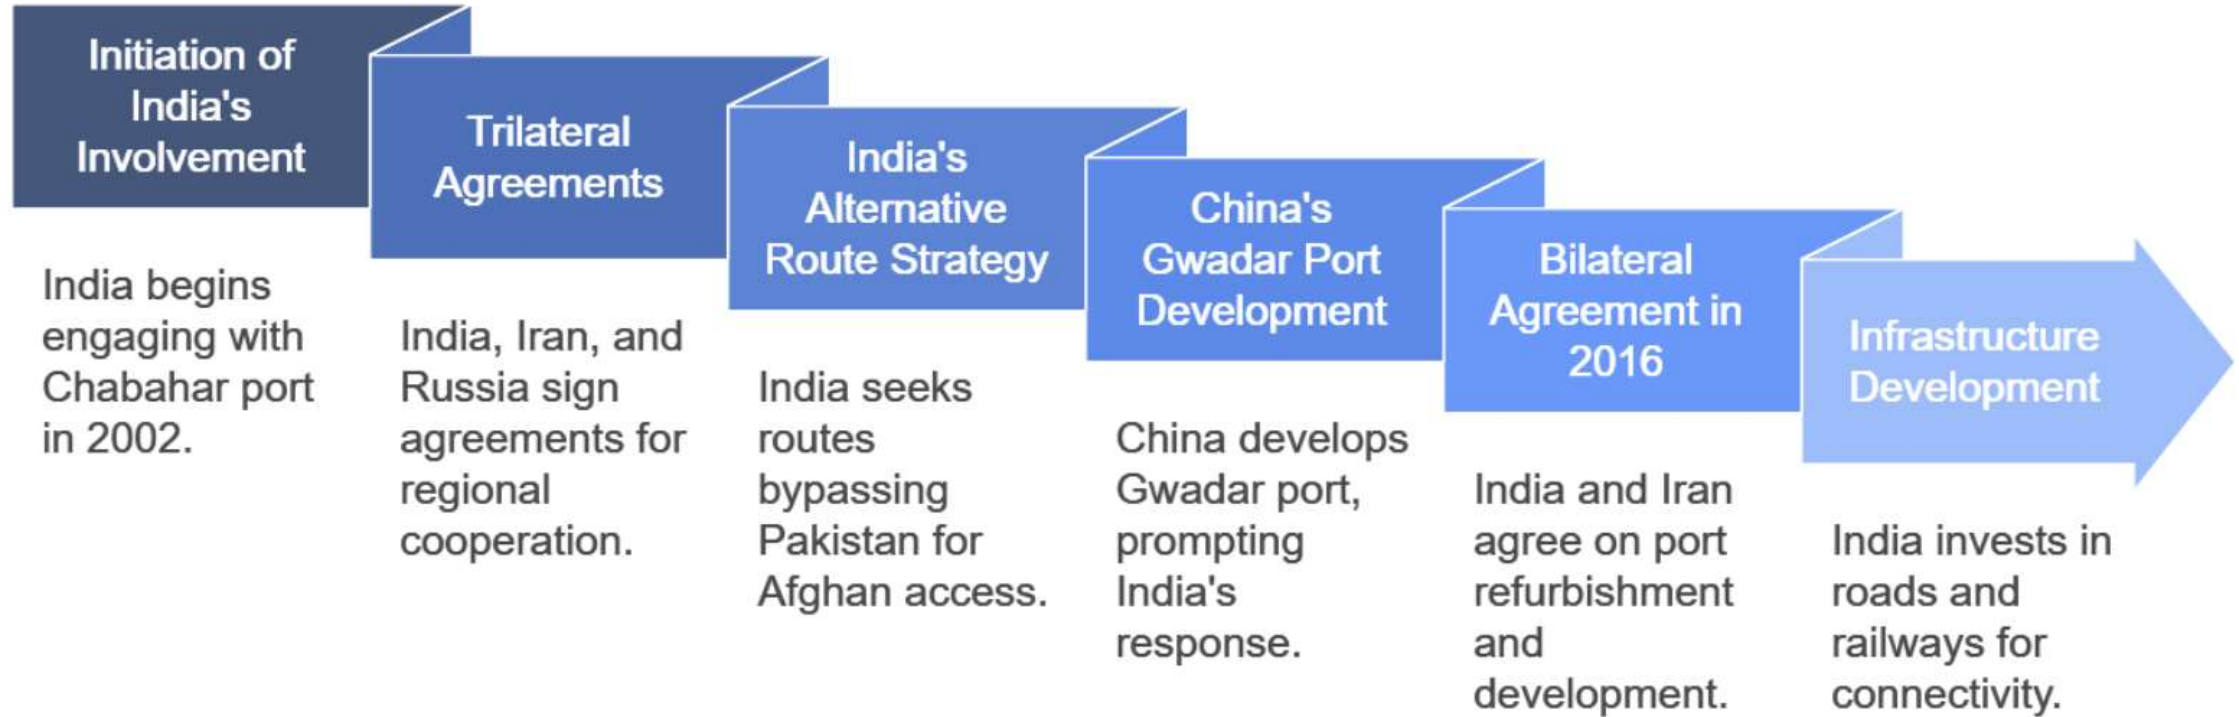 Initiation of
India's
Involvement
India begins
engaging with
Chabahar port
in 2002.
Trilateral
Agreements
India, Iran, and
Russia sign
agreements for
regional
cooperation.
India's
Alternative
Route Strategy
India seeks
routes
bypassing
Pakistan for
Afghan access.
China's
Gwadar Port
Development
China develops
Gwadar port,
prompting
India's
response.
Bilateral
Agreement in
2016
India and Iran
agree on port
refurbishment
and
development.
Infrastructure
Development
India invests in
roads and
railways for
connectivity.